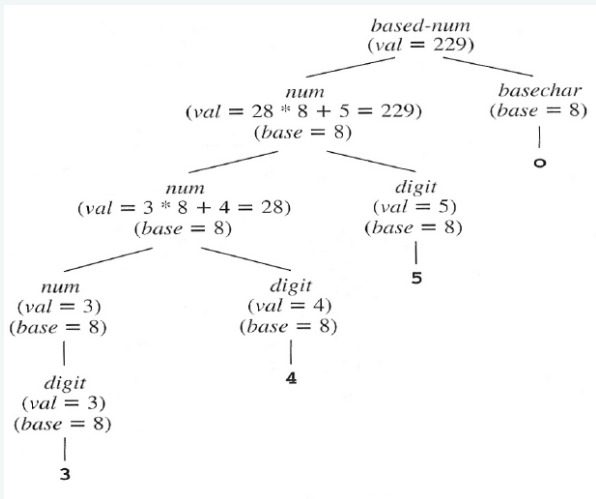 based-num
(val = 229)
num
(val = 28 * 8 + 5 = 229)
(base = 8)
basechar
(base = 8)
o
num
(val = 3 * 8 + 4 = 28)
(base = 8)
digit
(val = 5)
(base = 8)
5
num
(val = 3)
(base = 8)
digit
(val = 4)
(base = 8)
4
digit
(val = 3)
(base = 8)
3